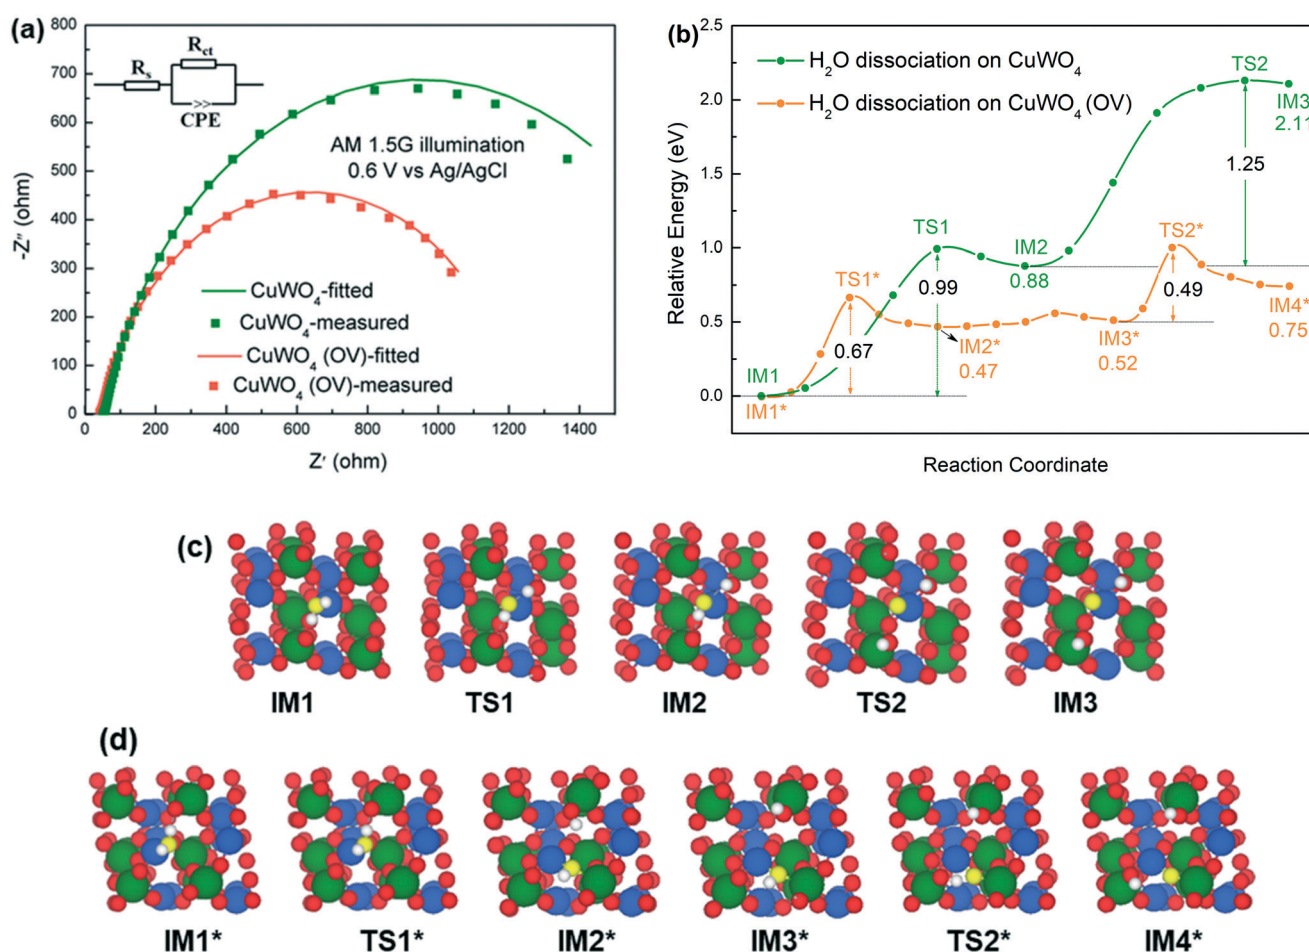 (a)
800
700
600
500
400
300
200
100
0
-Z″ (ohm)
Rct
Rs
>>
CPE
AM 1.5G illumination
0.6 V vs Ag/AgCl
CuWO4-fitted
CuWO4-measured
CuWO4 (OV)-fitted
CuWO4 (OV)-measured
0 200 400 600 800 1000 1200 1400
Z′ (ohm)
(b)
2.5
2.0
1.5
1.0
0.5
0.0
Relative Energy (eV)
H2O dissociation on CuWO4
H2O dissociation on CuWO4 (OV)
TS2
IM3
2.11
1.25
TS1
IM2
0.88
TS2*
0.99
TS1*
0.49
IM4*
0.75
0.67
IM2*
0.47
IM3*
0.52
IM1
IM1*
Reaction Coordinate
(c)
IM1 TS1 IM2 TS2 IM3
(d)
IM1* TS1* IM2* IM3* TS2* IM4*